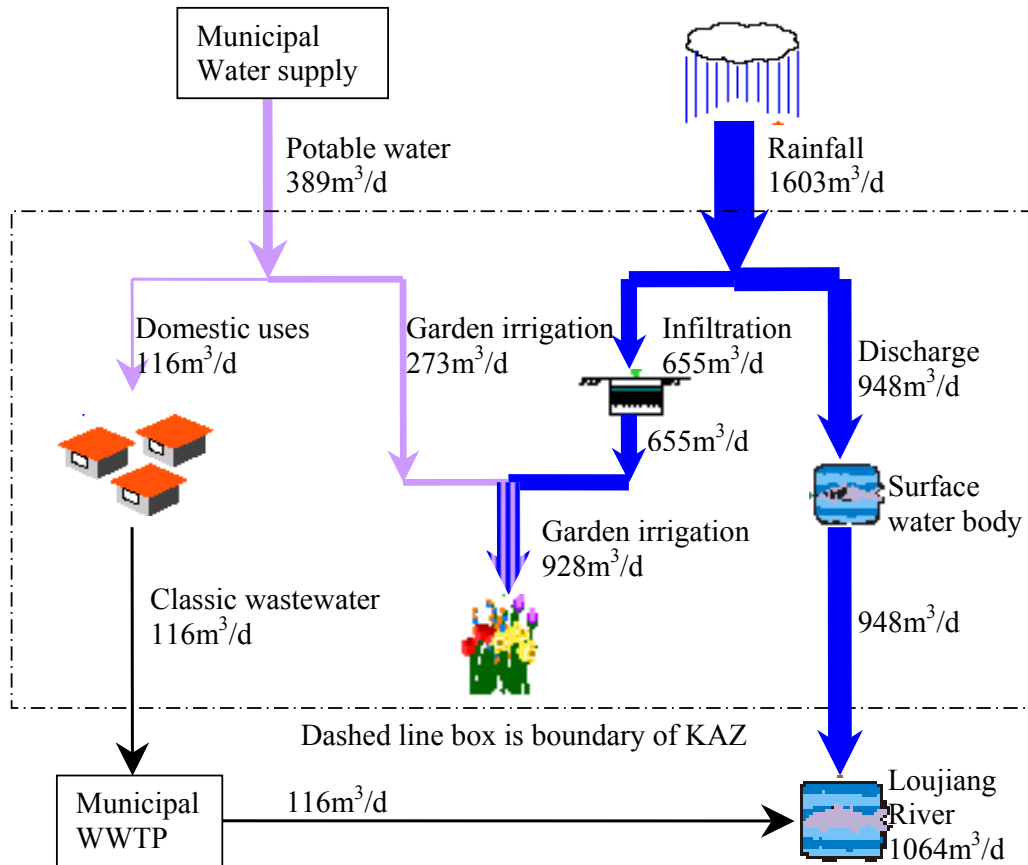 Municipal
Water supply
Potable water
389m³/d
Rainfall
1603m³/d
Domestic uses
116m³/d
Garden irrigation
273m³/d
Infiltration
655m³/d
Discharge
948m³/d
655m³/d
Surface
water body
Garden irrigation
928m³/d
Classic wastewater
116m³/d
948m³/d
Dashed line box is boundary of KAZ
Municipal
WWTP
116m³/d
Loujiang
River
1064m³/d